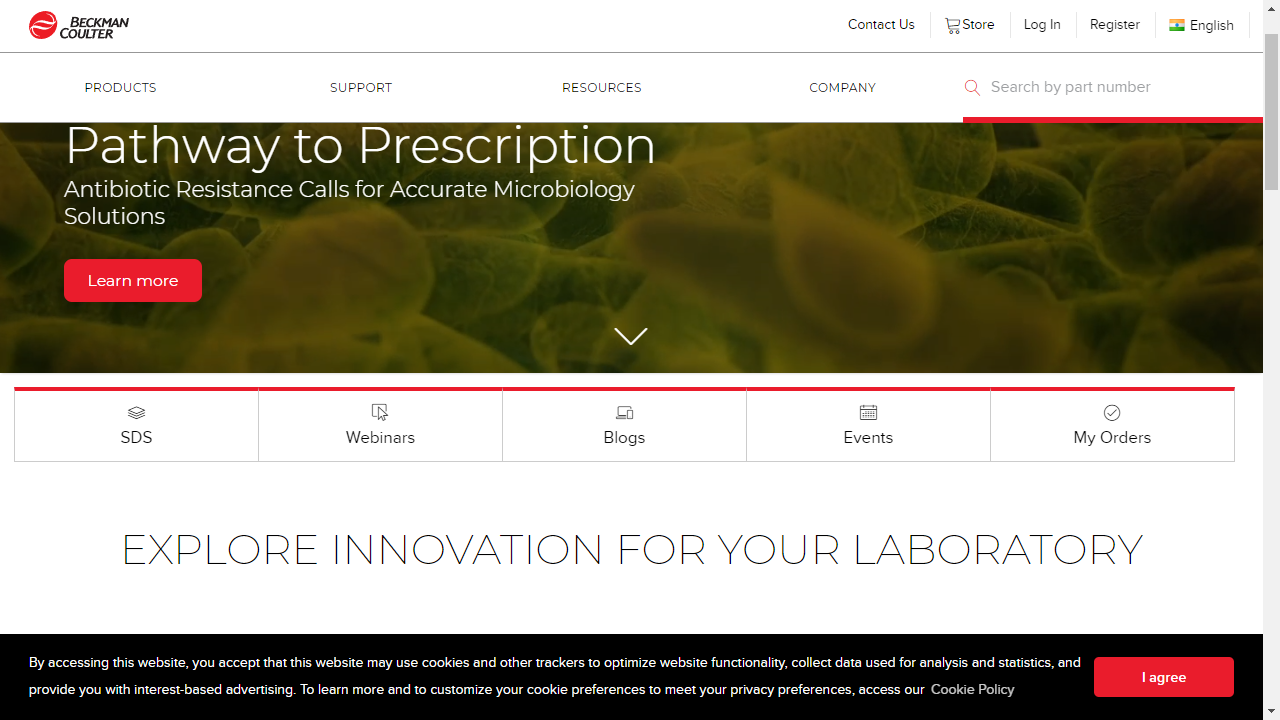 BECKMAN
COULTER
Contact Us
Store
Log In
Register
English
PRODUCTS
SUPPORT
RESOURCES
COMPANY
Search by part number
Pathway to Prescription
Antibiotic Resistance Calls for Accurate Microbiology
Solutions
Learn more
SDS
Webinars
Blogs
Events
My Orders
EXPLORE INNOVATION FOR YOUR LABORATORY
By accessing this website, you accept that this website may use cookies and other trackers to optimize website functionality, collect data used for analysis and statistics, and
provide you with interest-based advertising. To learn more and to customize your cookie preferences to meet your privacy preferences, access our Cookie Policy
I agree